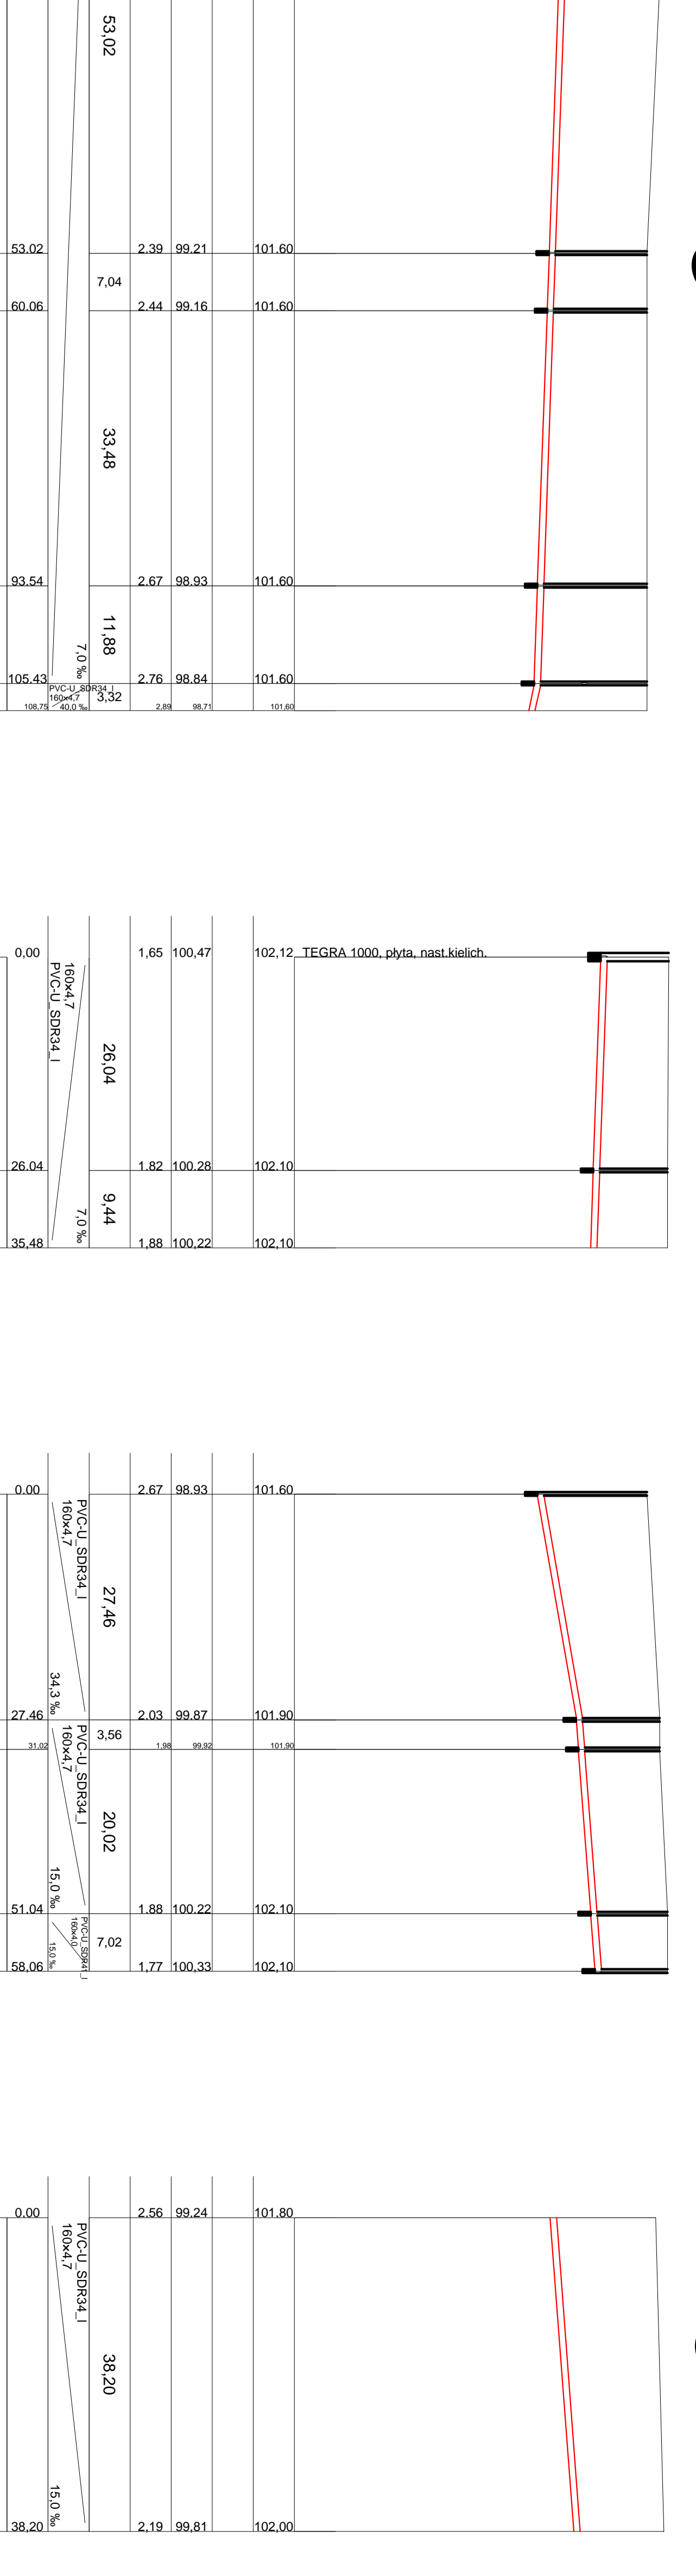 53,02
53.02 2.39 99.21 101.60
7,04
60.06 2.44 99.16 101.60
33,48
93.54 2.67 98.93 101.60
11,88
7,0 ‰
105.43 2.76 98.84 101.60
PVC-U_SDR34_I
160x4,7
40,0 ‰
3,32
108,75 2,89 98,71 101,60
0,00 1,65 100,47 102,12 TEGRA 1000, płyta, nast.kielich.
160x4,7
PVC-U_SDR34_I
26,04
26.04 1.82 100.28 102.10
9,44
7,0 ‰
35,48 1,88 100,22 102,10
0.00 2.67 98.93 101.60
PVC-U_SDR34_I
160x4,7
27,46
34,3 ‰
27.46 2.03 99.87 101.90
3,56
31,02 1,98 99,92 101,90
PVC-U_SDR34_I
160x4,7
20,02
15,0 ‰
51.04 1.88 100.22 102.10
PVC-U_SDR41_I
160x4,0
7,02
15,0 ‰
58,06 1,77 100,33 102,10
0.00 2.56 99.24 101.80
PVC-U_SDR34_I
160x4,7
38,20
15,0 ‰
38,20 2,19 99,81 102,00